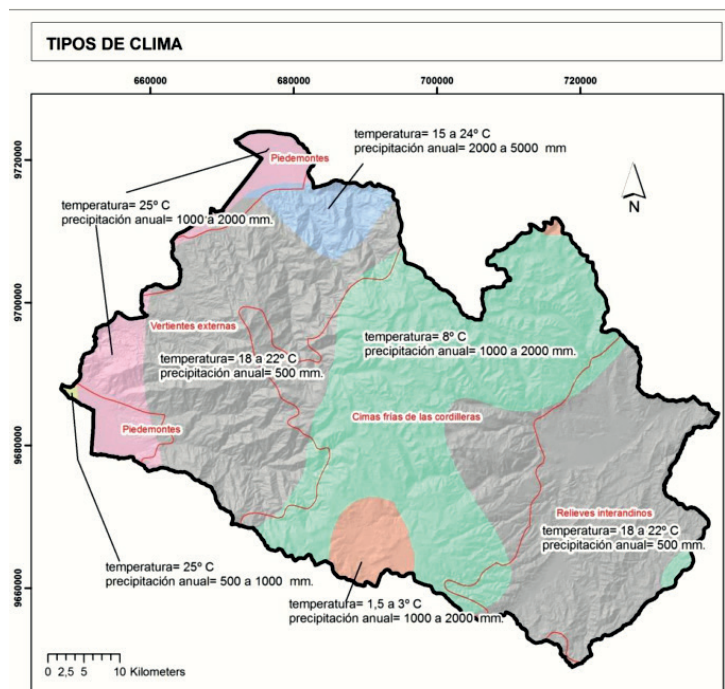 TIPOS DE CLIMA
660000
680000
700000
720000
9720000
9700000
9680000
9660000
temperatura= 15 a 24º C
precipitación anual= 2000 a 5000 mm
Piedemontes
N
temperatura= 25º C
precipitación anual= 1000 a 2000 mm.
Vertientes externas
temperatura= 18 a 22º C
precipitación anual= 500 mm.
temperatura= 8º C
precipitación anual= 1000 a 2000 mm.
Cimas frías de las cordilleras
Piedemontes
Relieves interandinos
temperatura= 18 a 22º C
precipitación anual= 500 mm.
temperatura= 25º C
precipitación anual= 500 a 1000 mm.
temperatura= 1,5 a 3º C
precipitación anual= 1000 a 2000 mm.
0 2,5 5 10 Kilometers